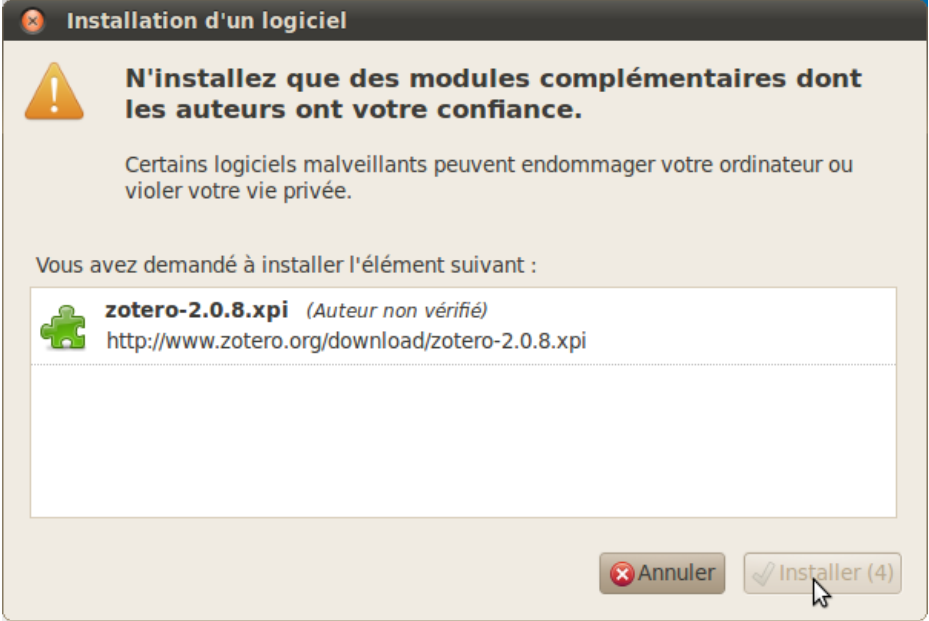 Installation d'un logiciel
N'installez que des modules complémentaires dont
les auteurs ont votre confiance.
Certains logiciels malveillants peuvent endommager votre ordinateur ou
violer votre vie privée.
Vous avez demandé à installer l'élément suivant :
zotero-2.0.8.xpi (Auteur non vérifié)
http://www.zotero.org/download/zotero-2.0.8.xpi
Annuler Installer (4)